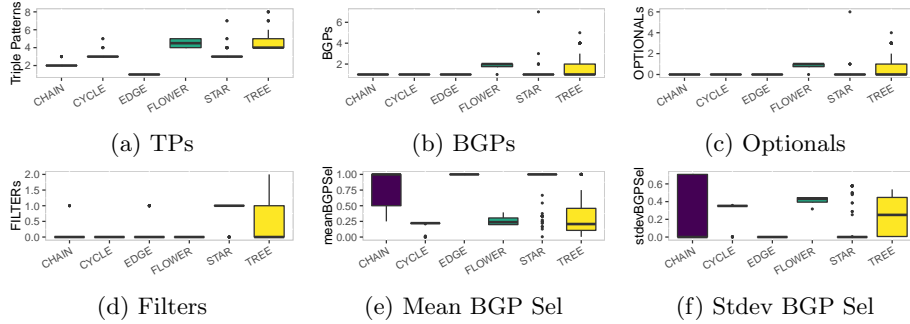 Triple Patterns
8
6
4
2
CHAIN
CYCLE
EDGE
FLOWER
STAR
TREE
(a) TPs
BGPs
6
4
2
CHAIN
CYCLE
EDGE
FLOWER
STAR
TREE
(b) BGPs
OPTIONALs
6
4
2
0
CHAIN
CYCLE
EDGE
FLOWER
STAR
TREE
(c) Optionals
FILTERs
2.0
1.5
1.0
0.5
0.0
CHAIN
CYCLE
EDGE
FLOWER
STAR
TREE
(d) Filters
meanBGPSel
1.00
0.75
0.50
0.25
0.00
CHAIN
CYCLE
EDGE
FLOWER
STAR
TREE
(e) Mean BGP Sel
stdevBGPSel
0.6
0.4
0.2
0.0
CHAIN
CYCLE
EDGE
FLOWER
STAR
TREE
(f) Stdev BGP Sel